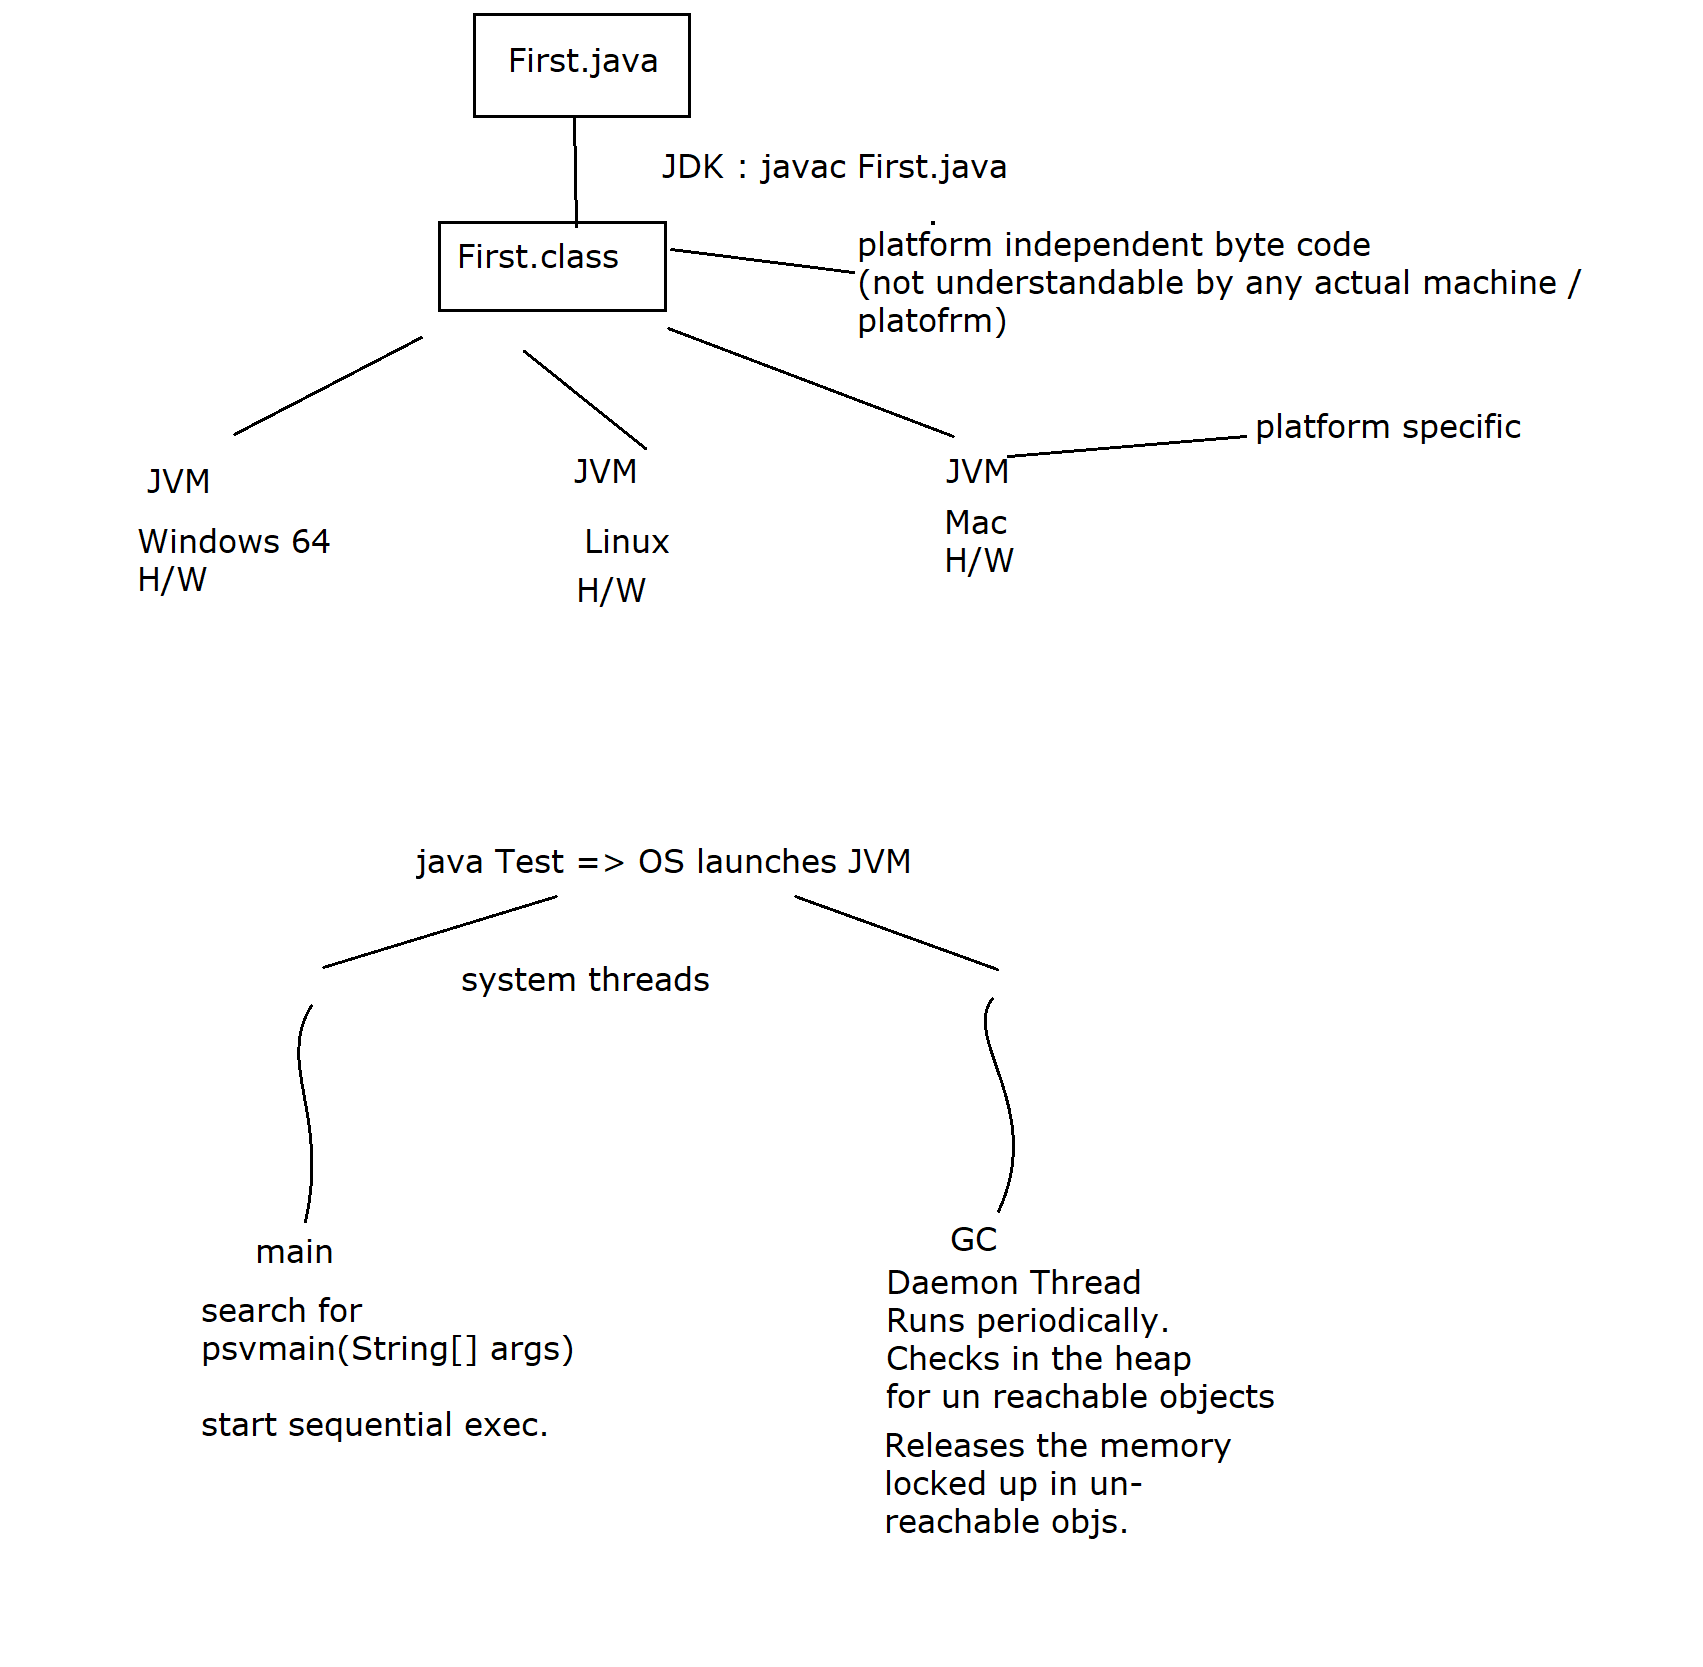 First.java
JDK : javac First.java
First.class
platform independent byte code
(not understandable by any actual machine /
platofrm)
platform specific
JVM
JVM
JVM
Windows 64
H/W
Linux
H/W
Mac
H/W
java Test => OS launches JVM
system threads
main
search for
psvmain(String[] args)
start sequential exec.
GC
Daemon Thread
Runs periodically.
Checks in the heap
for un reachable objects
Releases the memory
locked up in un-
reachable objs.